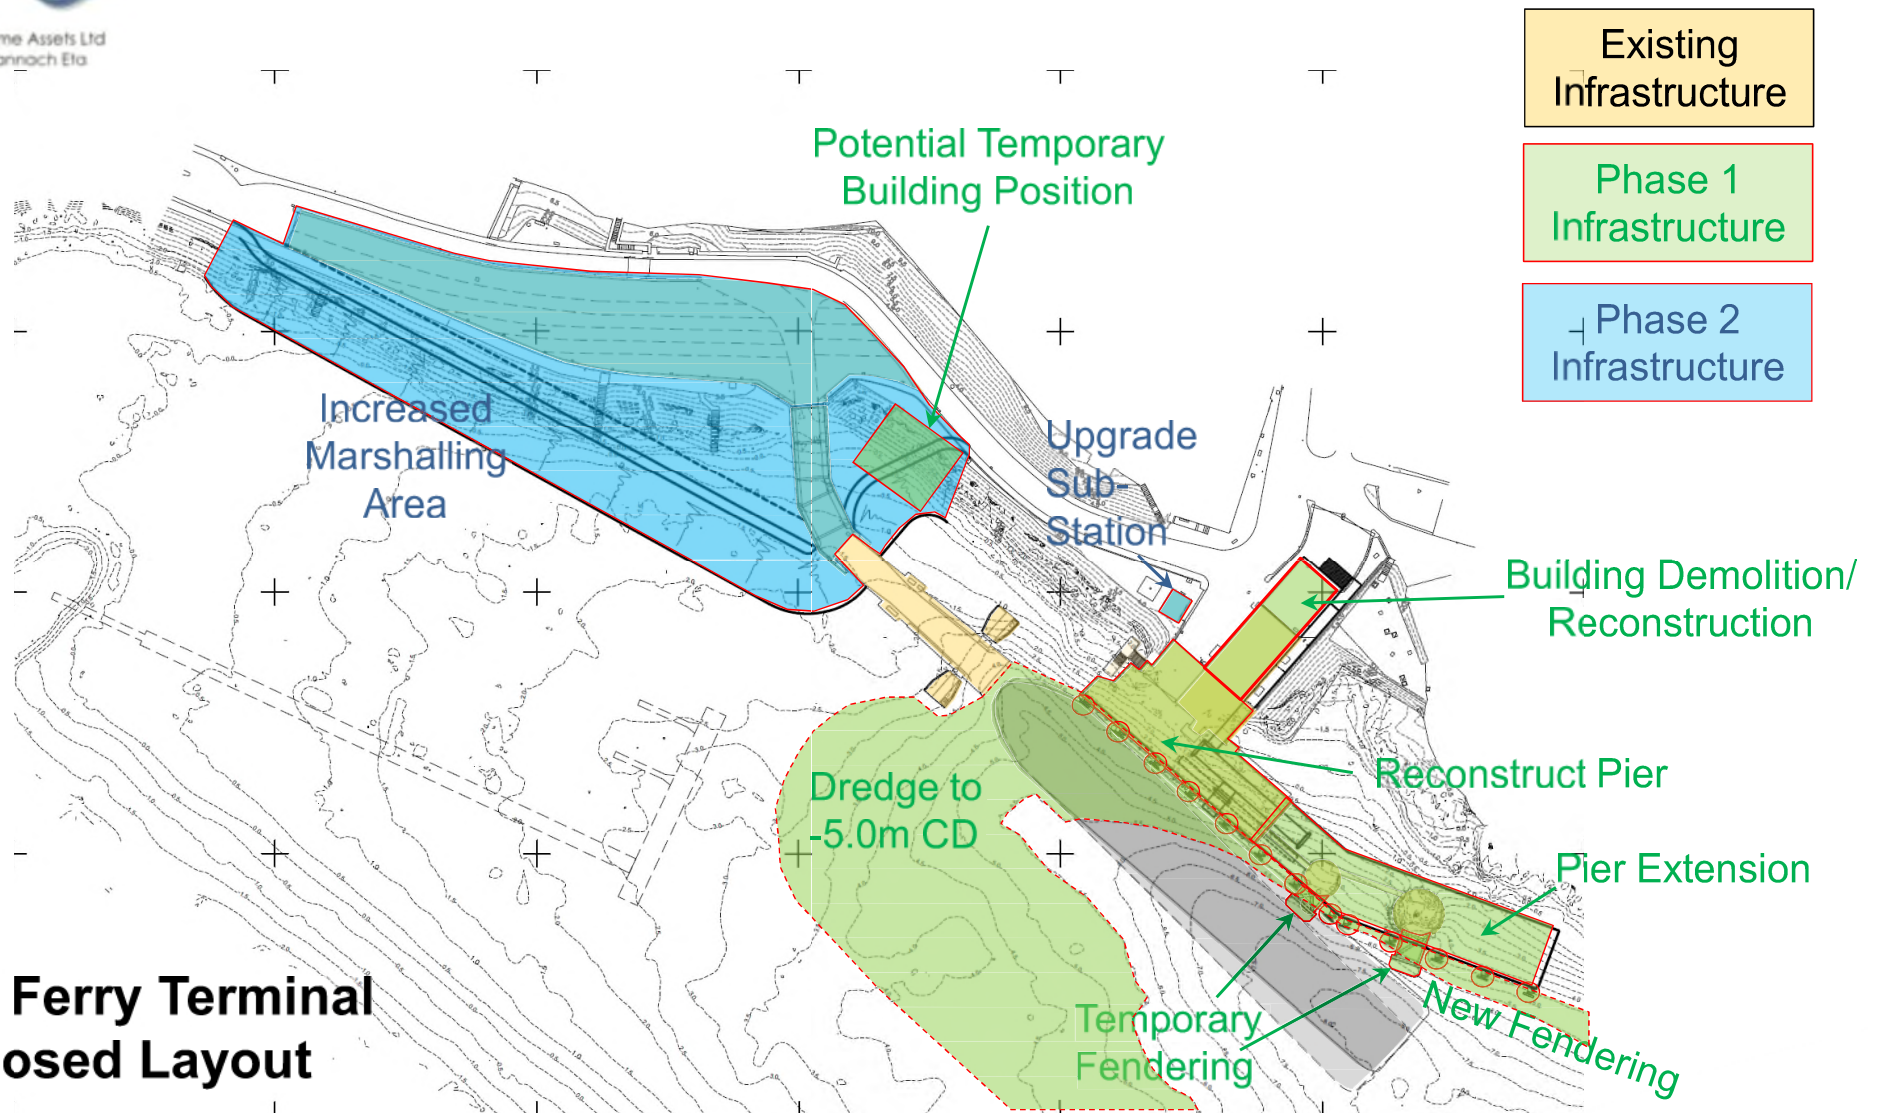 me Assets Ltd
annach Eta
Existing
Infrastructure
Phase 1
Infrastructure
Phase 2
Infrastructure
Potential Temporary
Building Position
Increased
Marshalling
Area
Upgrade
Sub-
Station
Building Demolition/
Reconstruction
Reconstruct Pier
Dredge to
-5.0m CD
Pier Extension
Temporary
Fendering
New Fendering
Ferry Terminal
osed Layout